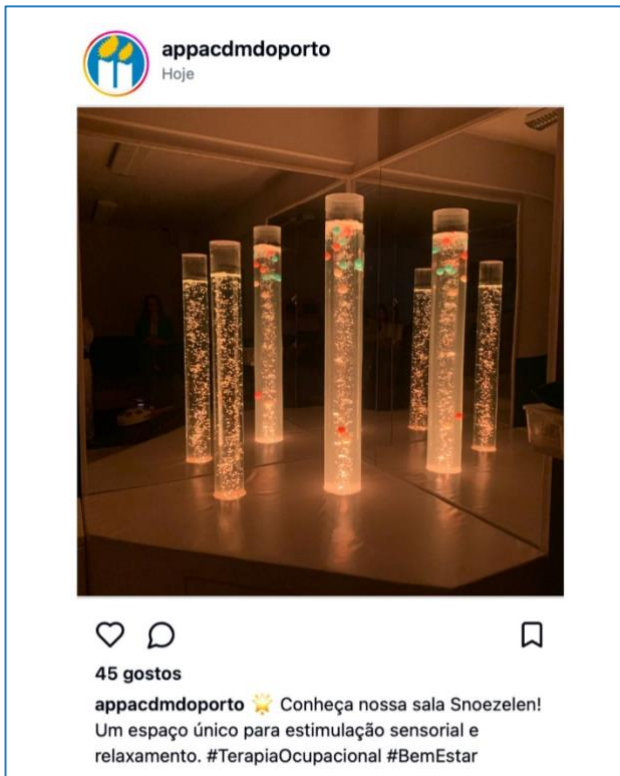 appacdmdoporto
Hoje
45 gostos
appacdmdoporto 🌟 Conheça nossa sala Snoezelen!
Um espaço único para estimulação sensorial e
relaxamento. #TerapiaOcupacional #BemEstar